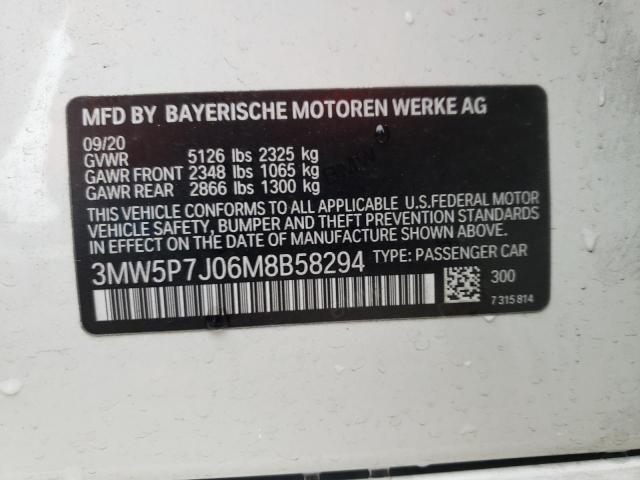 MFD BY BAYERISCHE MOTOREN WERKE AG
09/20
GVWR 5126 lbs 2325 kg
GAWR FRONT 2348 lbs 1065 kg
GAWR REAR 2866 lbs 1300 kg
BMW
THIS VEHICLE CONFORMS TO ALL APPLICABLE U.S.FEDERAL MOTOR
VEHICLE SAFETY, BUMPER AND THEFT PREVENTION STANDARDS
IN EFFECT ON THE DATE OF MANUFACTURE SHOWN ABOVE.
3MW5P7J06M8B58294 TYPE: PASSENGER CAR
300
7 315 814